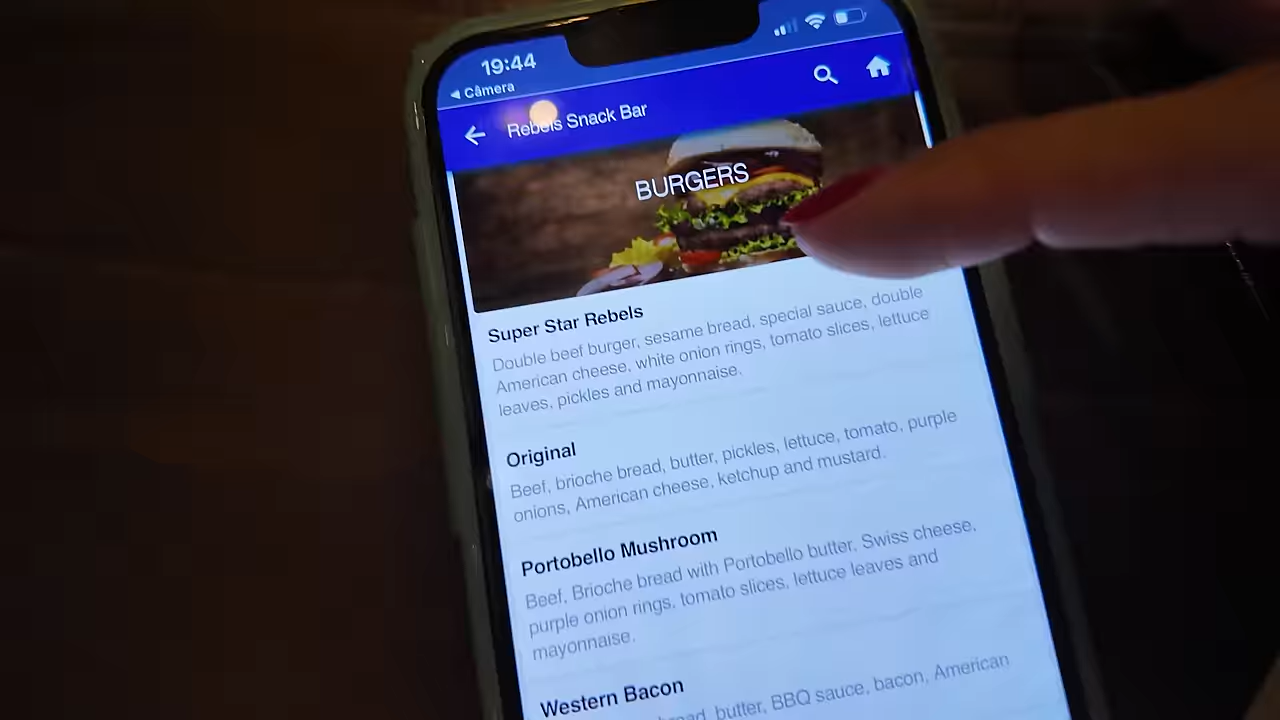 19:44
◀ Câmera
Rebels Snack Bar
BURGERS
Super Star Rebels
Double beef burger, sesame bread, special sauce, double
American cheese, white onion rings, tomato slices, lettuce
leaves, pickles and mayonnaise.
Original
Beef, brioche bread, butter, pickles, lettuce, tomato, purple
onions, American cheese, ketchup and mustard.
Portobello Mushroom
Beef, Brioche bread with Portobello butter, Swiss cheese,
purple onion rings, tomato slices, lettuce leaves and
mayonnaise.
Western Bacon
butter, BBQ sauce, bacon, American